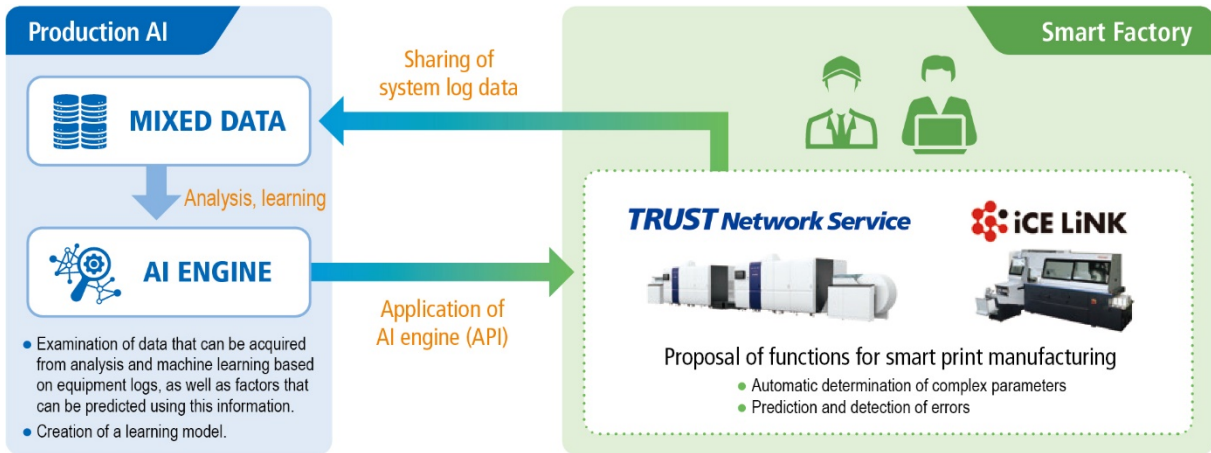 Production AI
MIXED DATA
Analysis, learning
AI ENGINE
• Examination of data that can be acquired
from analysis and machine learning based
on equipment logs, as well as factors that
can be predicted using this information.
• Creation of a learning model.
Sharing of
system log data
Application of
AI engine (API)
Smart Factory
TRUST Network Service
iCE LiNK
Proposal of functions for smart print manufacturing
• Automatic determination of complex parameters
• Prediction and detection of errors